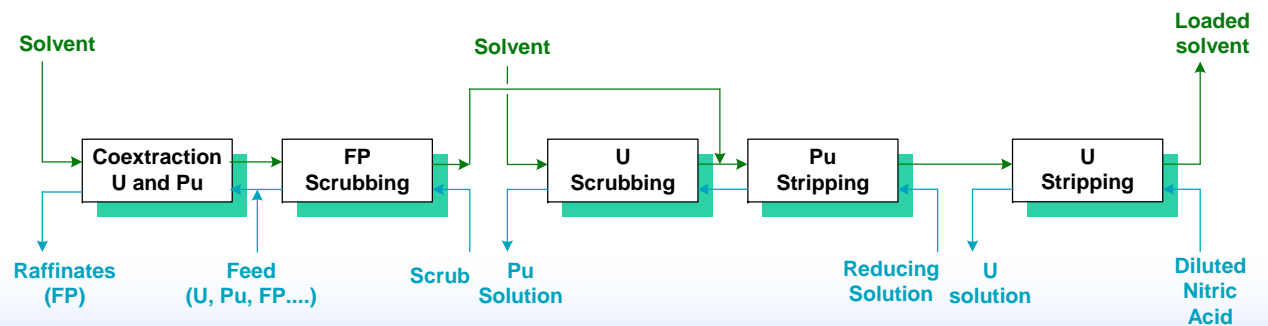 Solvent
Solvent
Loaded
solvent
Coextraction
U and Pu
FP
Scrubbing
U
Scrubbing
Pu
Stripping
U
Stripping
Raffinates
(FP)
Feed
(U, Pu, FP....)
Scrub
Pu
Solution
Reducing
Solution
U
solution
Diluted
Nitric
Acid